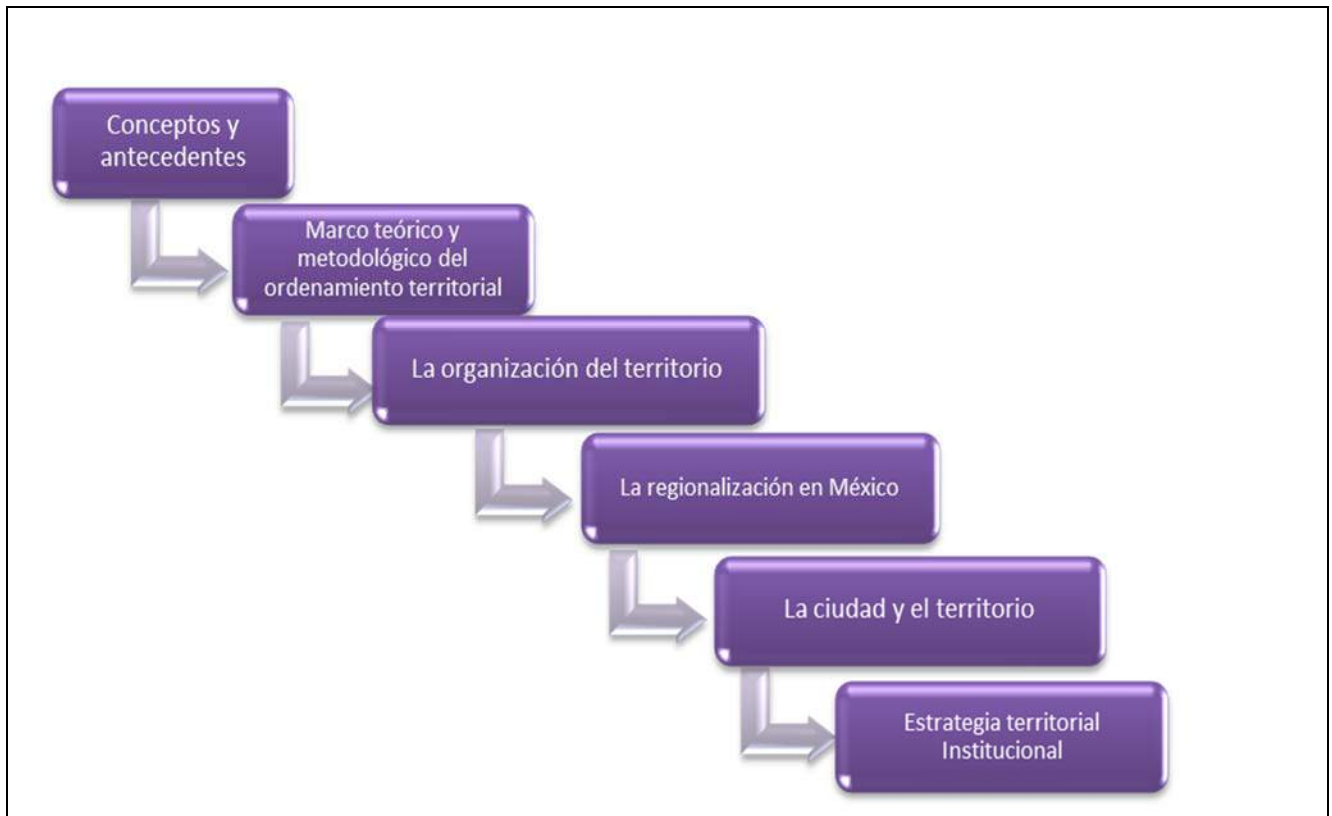 Conceptos y
antecedentes
Marco teórico y
metodológico del
ordenamiento territorial
La organización del territorio
La regionalización en México
La ciudad y el territorio
Estrategia territorial
Institucional